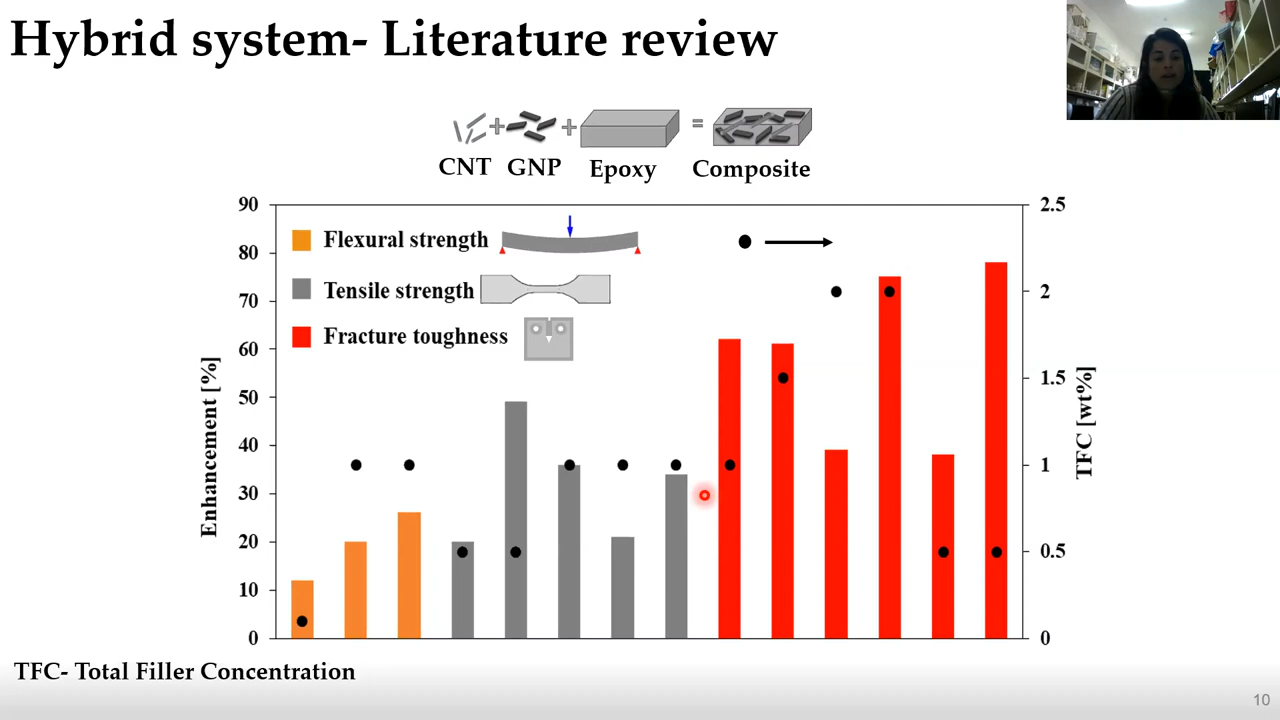 Hybrid system- Literature review
CNT + GNP + Epoxy = Composite
90
80
70
60
50
40
30
20
10
0
Enhancement [%]
Flexural strength
Tensile strength
Fracture toughness
2.5
2
1.5
1
0.5
0
TFC [wt%]
TFC- Total Filler Concentration
10